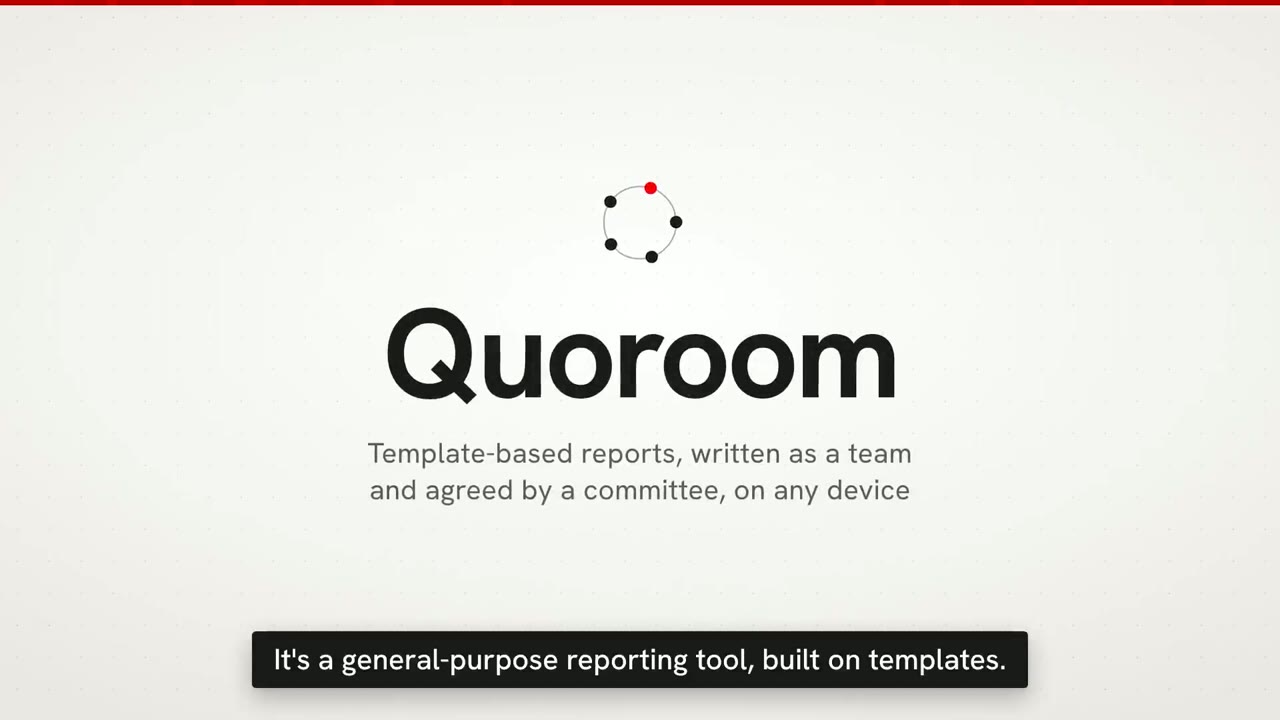 Quoroom
Template-based reports, written as a team
and agreed by a committee, on any device
It's a general-purpose reporting tool, built on templates.